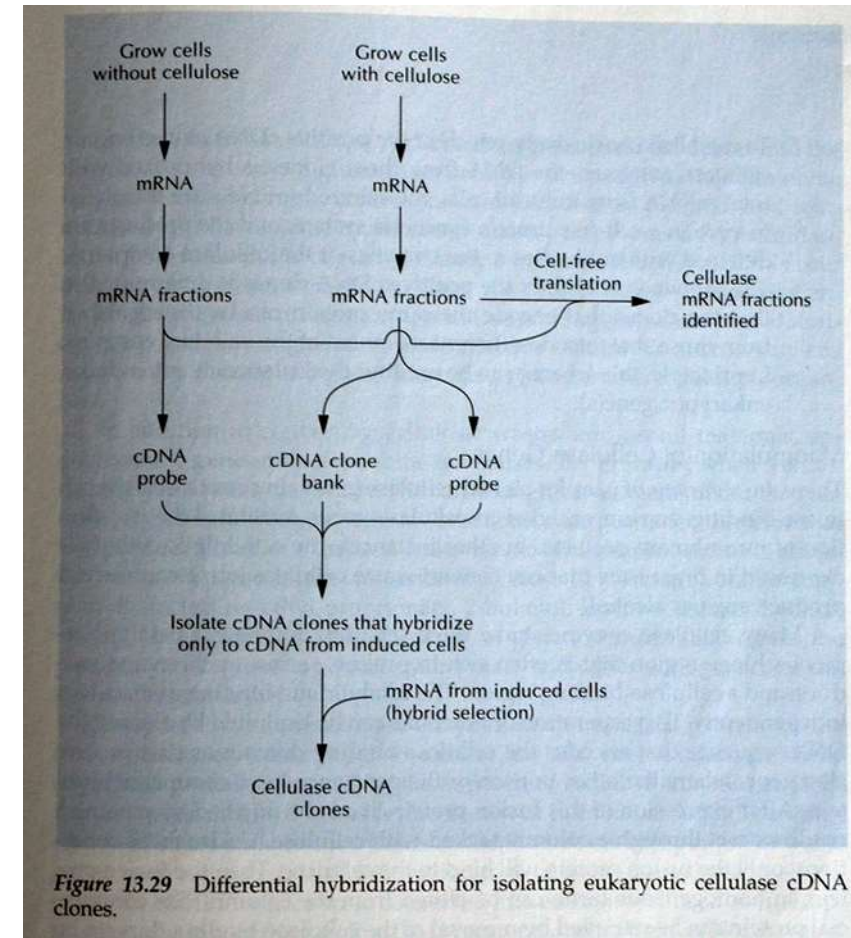 Grow cells
without cellulose
Grow cells
with cellulose
mRNA
mRNA
mRNA fractions
mRNA fractions
Cell-free
translation
Cellulase
mRNA fractions
identified
cDNA
probe
cDNA clone
bank
cDNA
probe
Isolate cDNA clones that hybridize
only to cDNA from induced cells
mRNA from induced cells
(hybrid selection)
Cellulase cDNA
clones
Figure 13.29 Differential hybridization for isolating eukaryotic cellulase cDNA
clones.